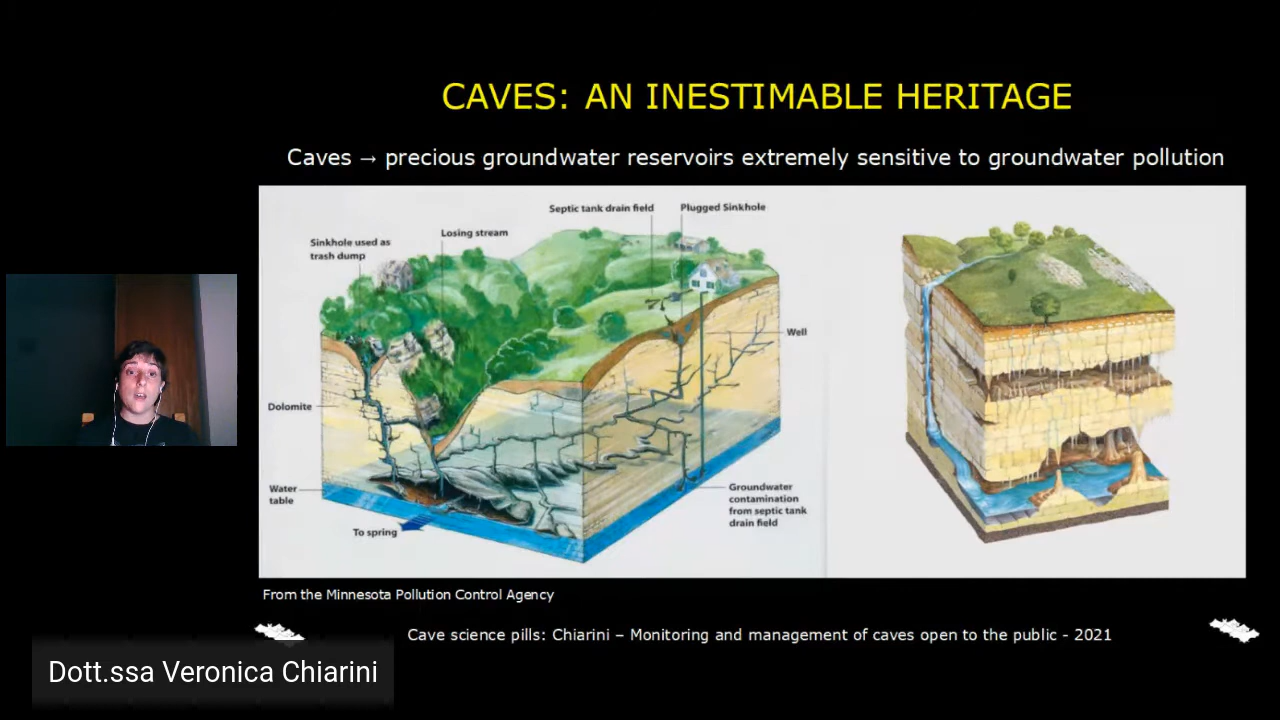 CAVES: AN INESTIMABLE HERITAGE
Caves → precious groundwater reservoirs extremely sensitive to groundwater pollution
Septic tank drain field
Plugged Sinkhole
Losing stream
Sinkhole used as
trash dump
Well
Dolomite
Water
table
To spring
Groundwater
contamination
from septic tank
drain field
From the Minnesota Pollution Control Agency
Cave science pills: Chiarini – Monitoring and management of caves open to the public - 2021
Dott.ssa Veronica Chiarini